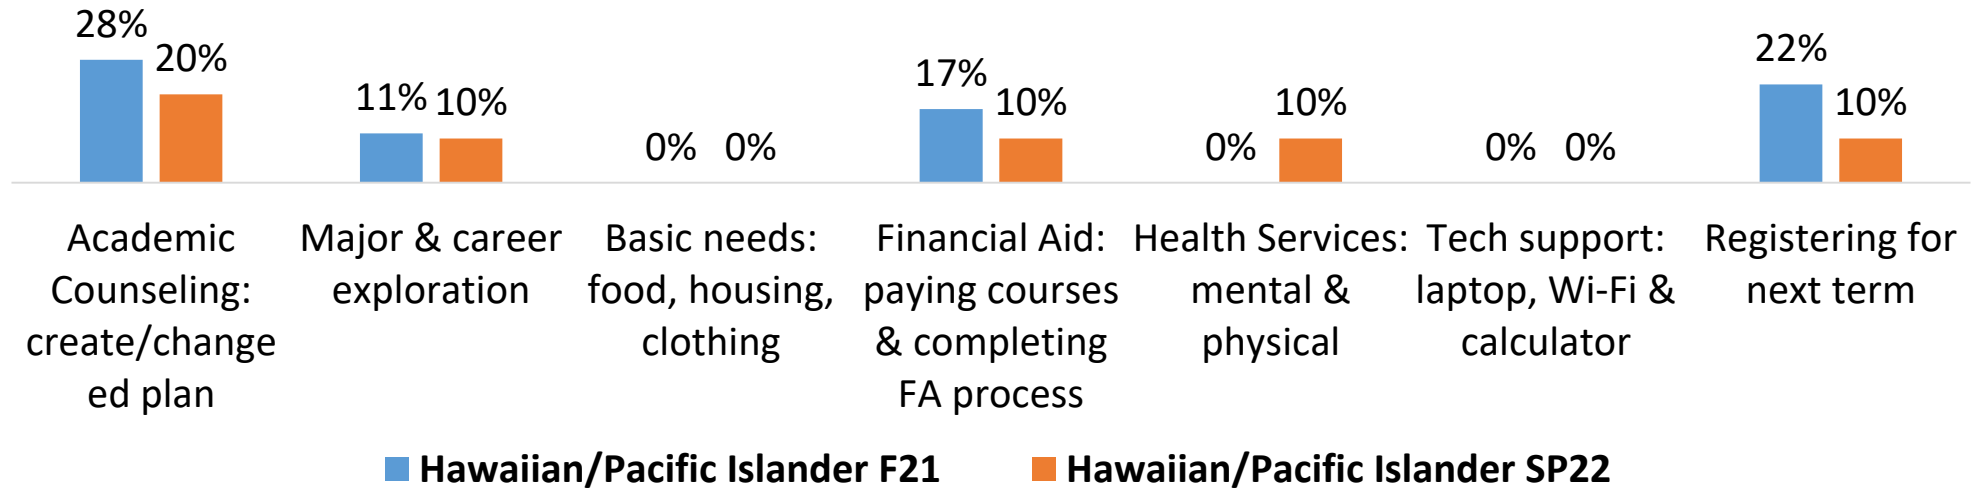 28% 20% 11% 10% 0% 0% 17% 10% 0% 10% 0% 0% 22% 10%
Academic
Counseling:
create/change
ed plan
Major & career
exploration
Basic needs:
food, housing,
clothing
Financial Aid:
paying courses
& completing
FA process
Health Services:
mental &
physical
Tech support:
laptop, Wi-Fi &
calculator
Registering for
next term
Hawaiian/Pacific Islander F21 Hawaiian/Pacific Islander SP22